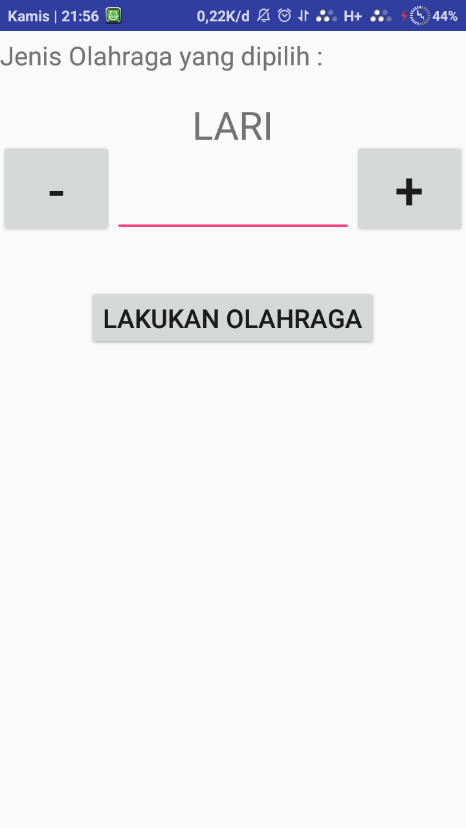 Kamis | 21:56 0,22K/d H+ 44%
Jenis Olahraga yang dipilih :
LARI
- +
LAKUKAN OLAHRAGA